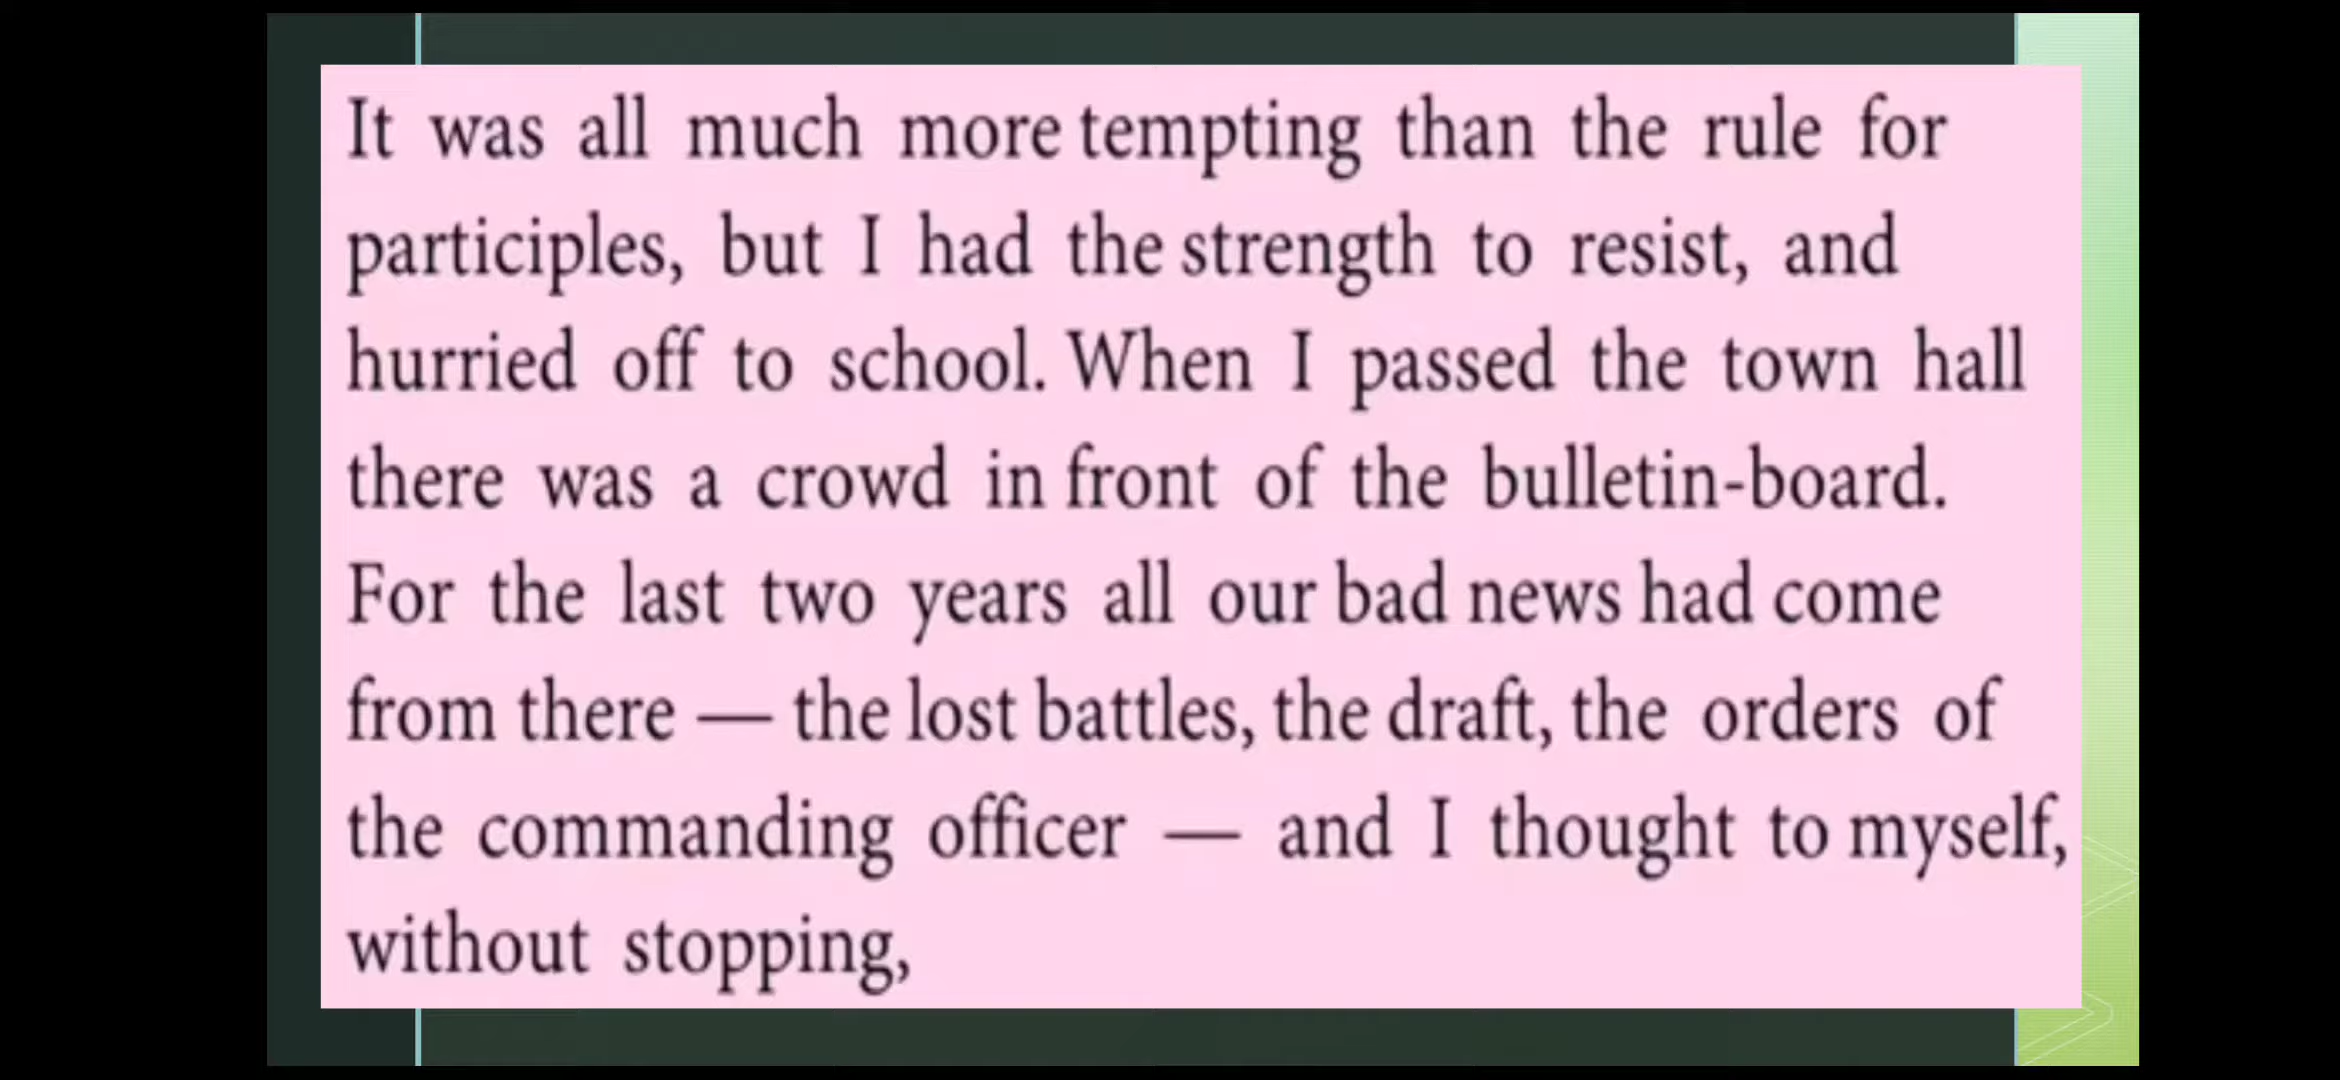 It was all much more tempting than the rule for
participles, but I had the strength to resist, and
hurried off to school. When I passed the town hall
there was a crowd in front of the bulletin-board.
For the last two years all our bad news had come
from there — the lost battles, the draft, the orders of
the commanding officer — and I thought to myself,
without stopping,